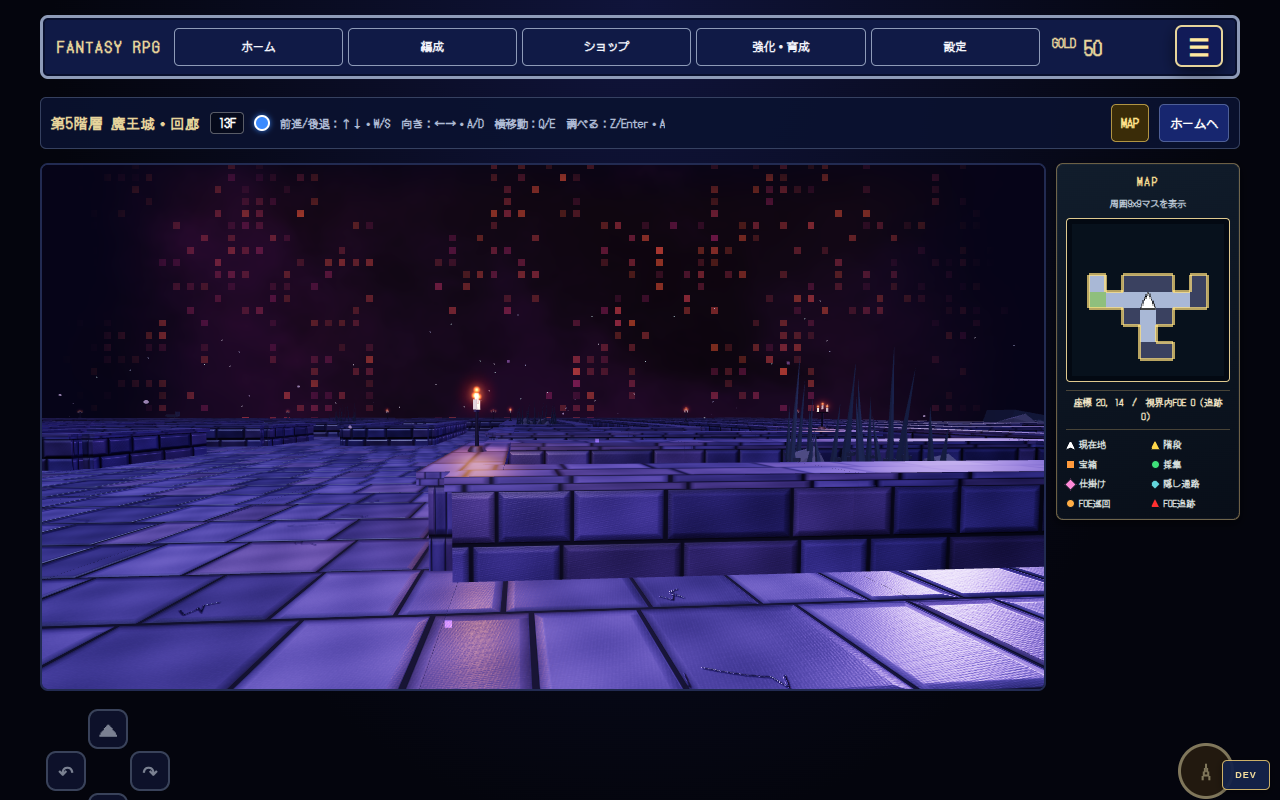 FANTASY RPG
ホーム
編成
ショップ
強化・育成
設定
GOLD 50
第5階層 魔王城・回廊
13F
前進/後退：↑↓・W/S 向き：←→・A/D 横移動：Q/E 調べる：Z/Enter・A
MAP
ホームへ
MAP
周囲9x9マスを表示
座標 20, 14 / 視界内FOE 0（追跡
0）
現在地
階段
宝箱
採集
仕掛け
隠し通路
FOE巡回
FOE追跡
A
DEV